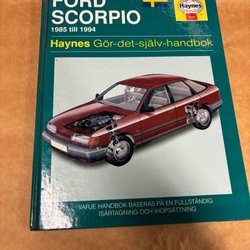 FORD
SCORPIO
1985 till 1994
Haynes
Haynes Gör-det-själv-handbok
VARJE HANDBOK BASERAS PÅ EN FULLSTÄNDIG
ISÄRTAGNING OCH IHOPSÄTTNING